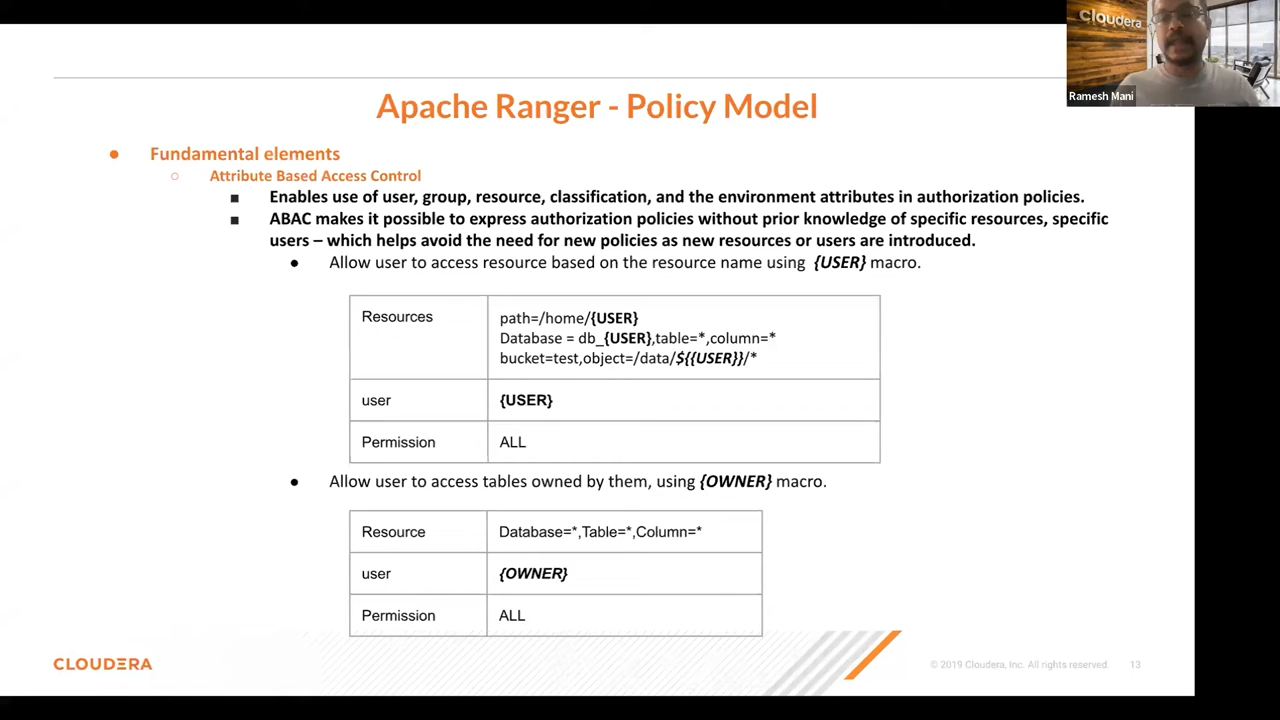 cloudera
Ramesh Mani
Apache Ranger - Policy Model
Fundamental elements
Attribute Based Access Control
Enables use of user, group, resource, classification, and the environment attributes in authorization policies.
ABAC makes it possible to express authorization policies without prior knowledge of specific resources, specific
users – which helps avoid the need for new policies as new resources or users are introduced.
Allow user to access resource based on the resource name using {USER} macro.
Resources
path=/home/{USER}
Database = db_{USER},table=*,column=*
bucket=test,object=/data/${{USER}}/*
user {USER}
Permission ALL
Allow user to access tables owned by them, using {OWNER} macro.
Resource Database=*,Table=*,Column=*
user {OWNER}
Permission ALL
CLOUDERA
© 2019 Cloudera, Inc. All rights reserved. 13